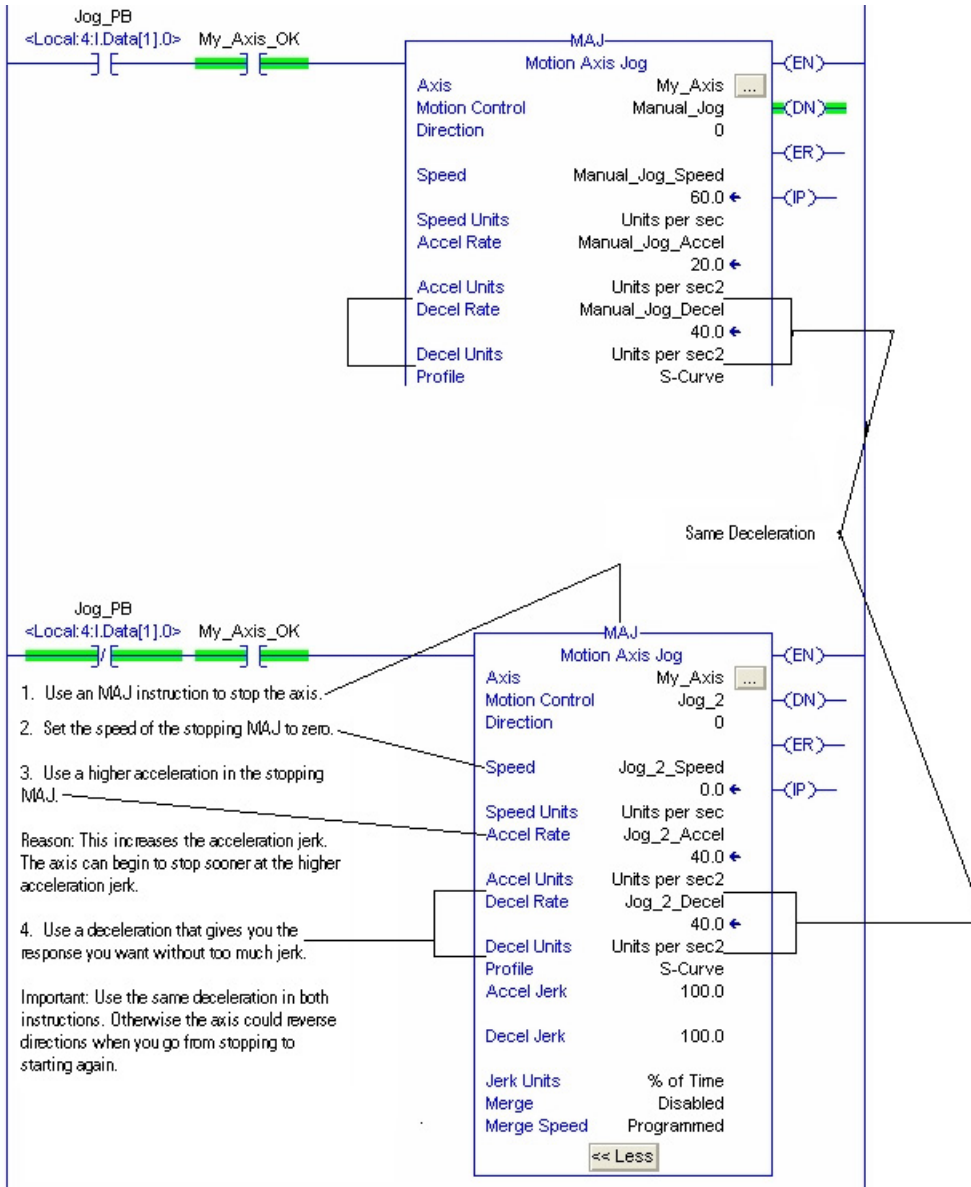 Jog_PB
<Local:4:I.Data[1].0> My_Axis_OK
MAJ
Motion Axis Jog
Axis My_Axis ...
Motion Control Manual_Jog
Direction 0
Speed Manual_Jog_Speed
60.0
Speed Units Units per sec
Accel Rate Manual_Jog_Accel
20.0
Accel Units Units per sec2
Decel Rate Manual_Jog_Decel
40.0
Decel Units Units per sec2
Profile S-Curve
(EN)
(DN)
(ER)
(IP)
Same Deceleration
Jog_PB
<Local:4:I.Data[1].0> My_Axis_OK
1. Use an MAJ instruction to stop the axis.
2. Set the speed of the stopping MAJ to zero.
3. Use a higher acceleration in the stopping
MAJ.
Reason: This increases the acceleration jerk.
The axis can begin to stop sooner at the higher
acceleration jerk.
4. Use a deceleration that gives you the
response you want without too much jerk.
Important: Use the same deceleration in both
instructions. Otherwise the axis could reverse
directions when you go from stopping to
starting again.
MAJ
Motion Axis Jog
Axis My_Axis ...
Motion Control Jog_2
Direction 0
Speed Jog_2_Speed
0.0
Speed Units Units per sec
Accel Rate Jog_2_Accel
40.0
Accel Units Units per sec2
Decel Rate Jog_2_Decel
40.0
Decel Units Units per sec2
Profile S-Curve
Accel Jerk 100.0
Decel Jerk 100.0
Jerk Units % of Time
Merge Disabled
Merge Speed Programmed
<< Less
(EN)
(DN)
(ER)
(IP)